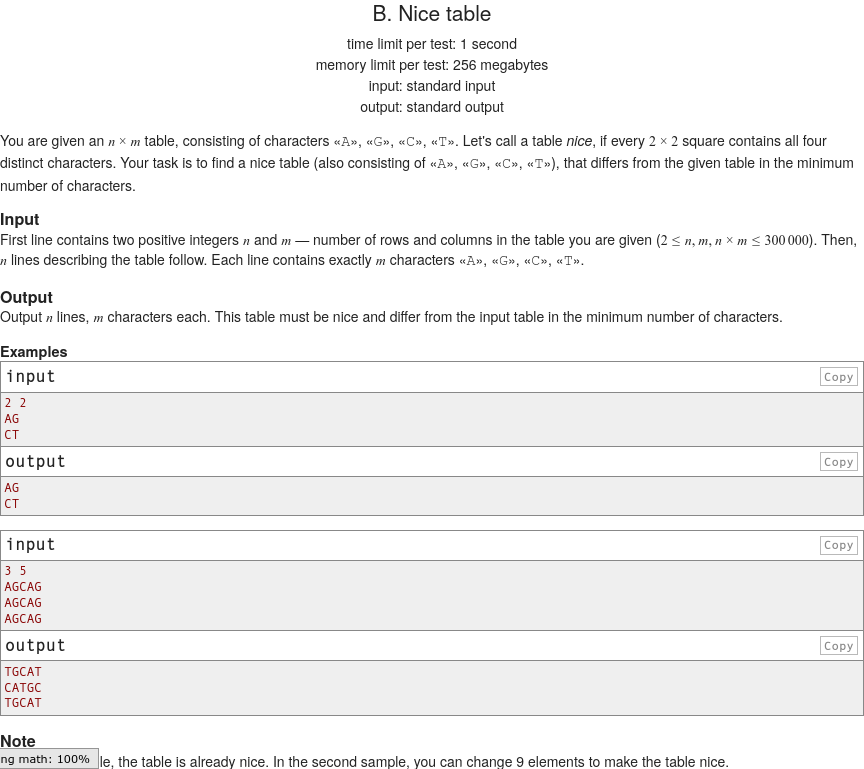 B. Nice table
time limit per test: 1 second
memory limit per test: 256 megabytes
input: standard input
output: standard output
You are given an n × m table, consisting of characters «A», «G», «C», «T». Let's call a table nice, if every 2 × 2 square contains all four
distinct characters. Your task is to find a nice table (also consisting of «A», «G», «C», «T»), that differs from the given table in the minimum
number of characters.
Input
First line contains two positive integers n and m — number of rows and columns in the table you are given (2 ≤ n, m, n × m ≤ 300 000). Then,
n lines describing the table follow. Each line contains exactly m characters «A», «G», «C», «T».
Output
Output n lines, m characters each. This table must be nice and differ from the input table in the minimum number of characters.
Examples
input
Copy
2 2
AG
CT
output
Copy
AG
CT
input
Copy
3 5
AGCAG
AGCAG
AGCAG
output
Copy
TGCAT
CATGC
TGCAT
Note
ng math: 100%
le, the table is already nice. In the second sample, you can change 9 elements to make the table nice.